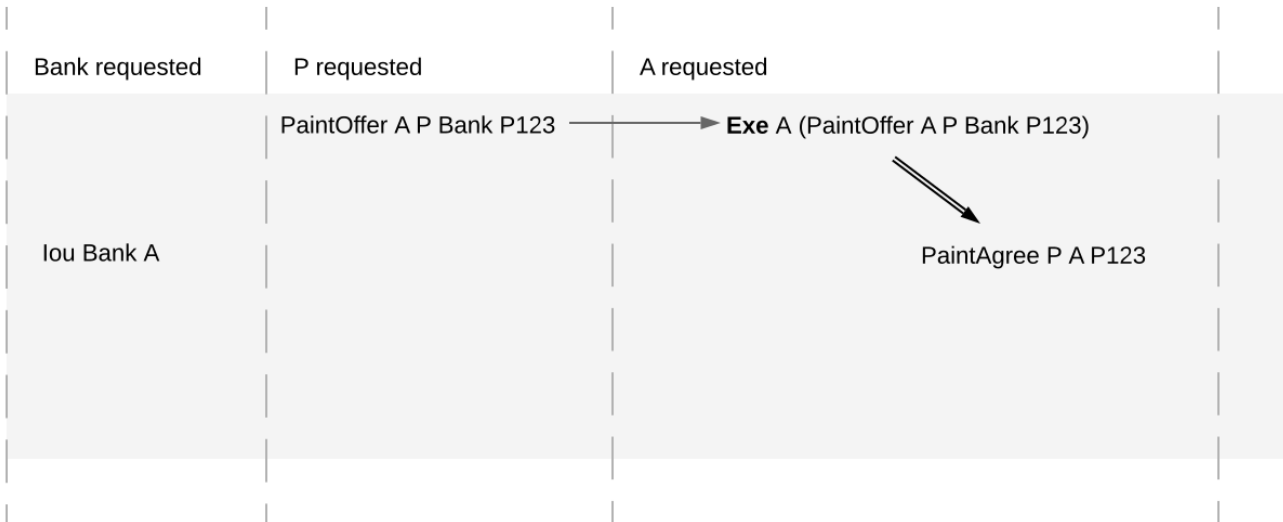 Bank requested
P requested
A requested
PaintOffer A P Bank P123
Exe A (PaintOffer A P Bank P123)
Iou Bank A
PaintAgree P A P123